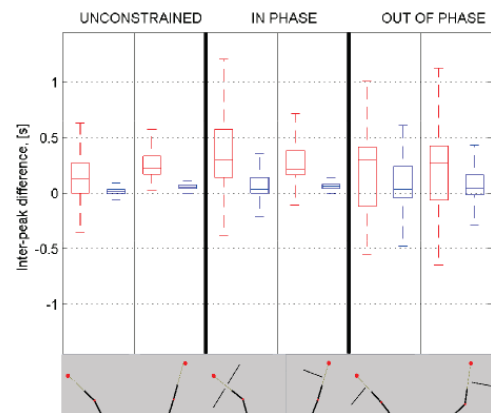 UNCONSTRAINED IN PHASE OUT OF PHASE
Inter-peak difference, [s]
1
0.5
0
-0.5
-1